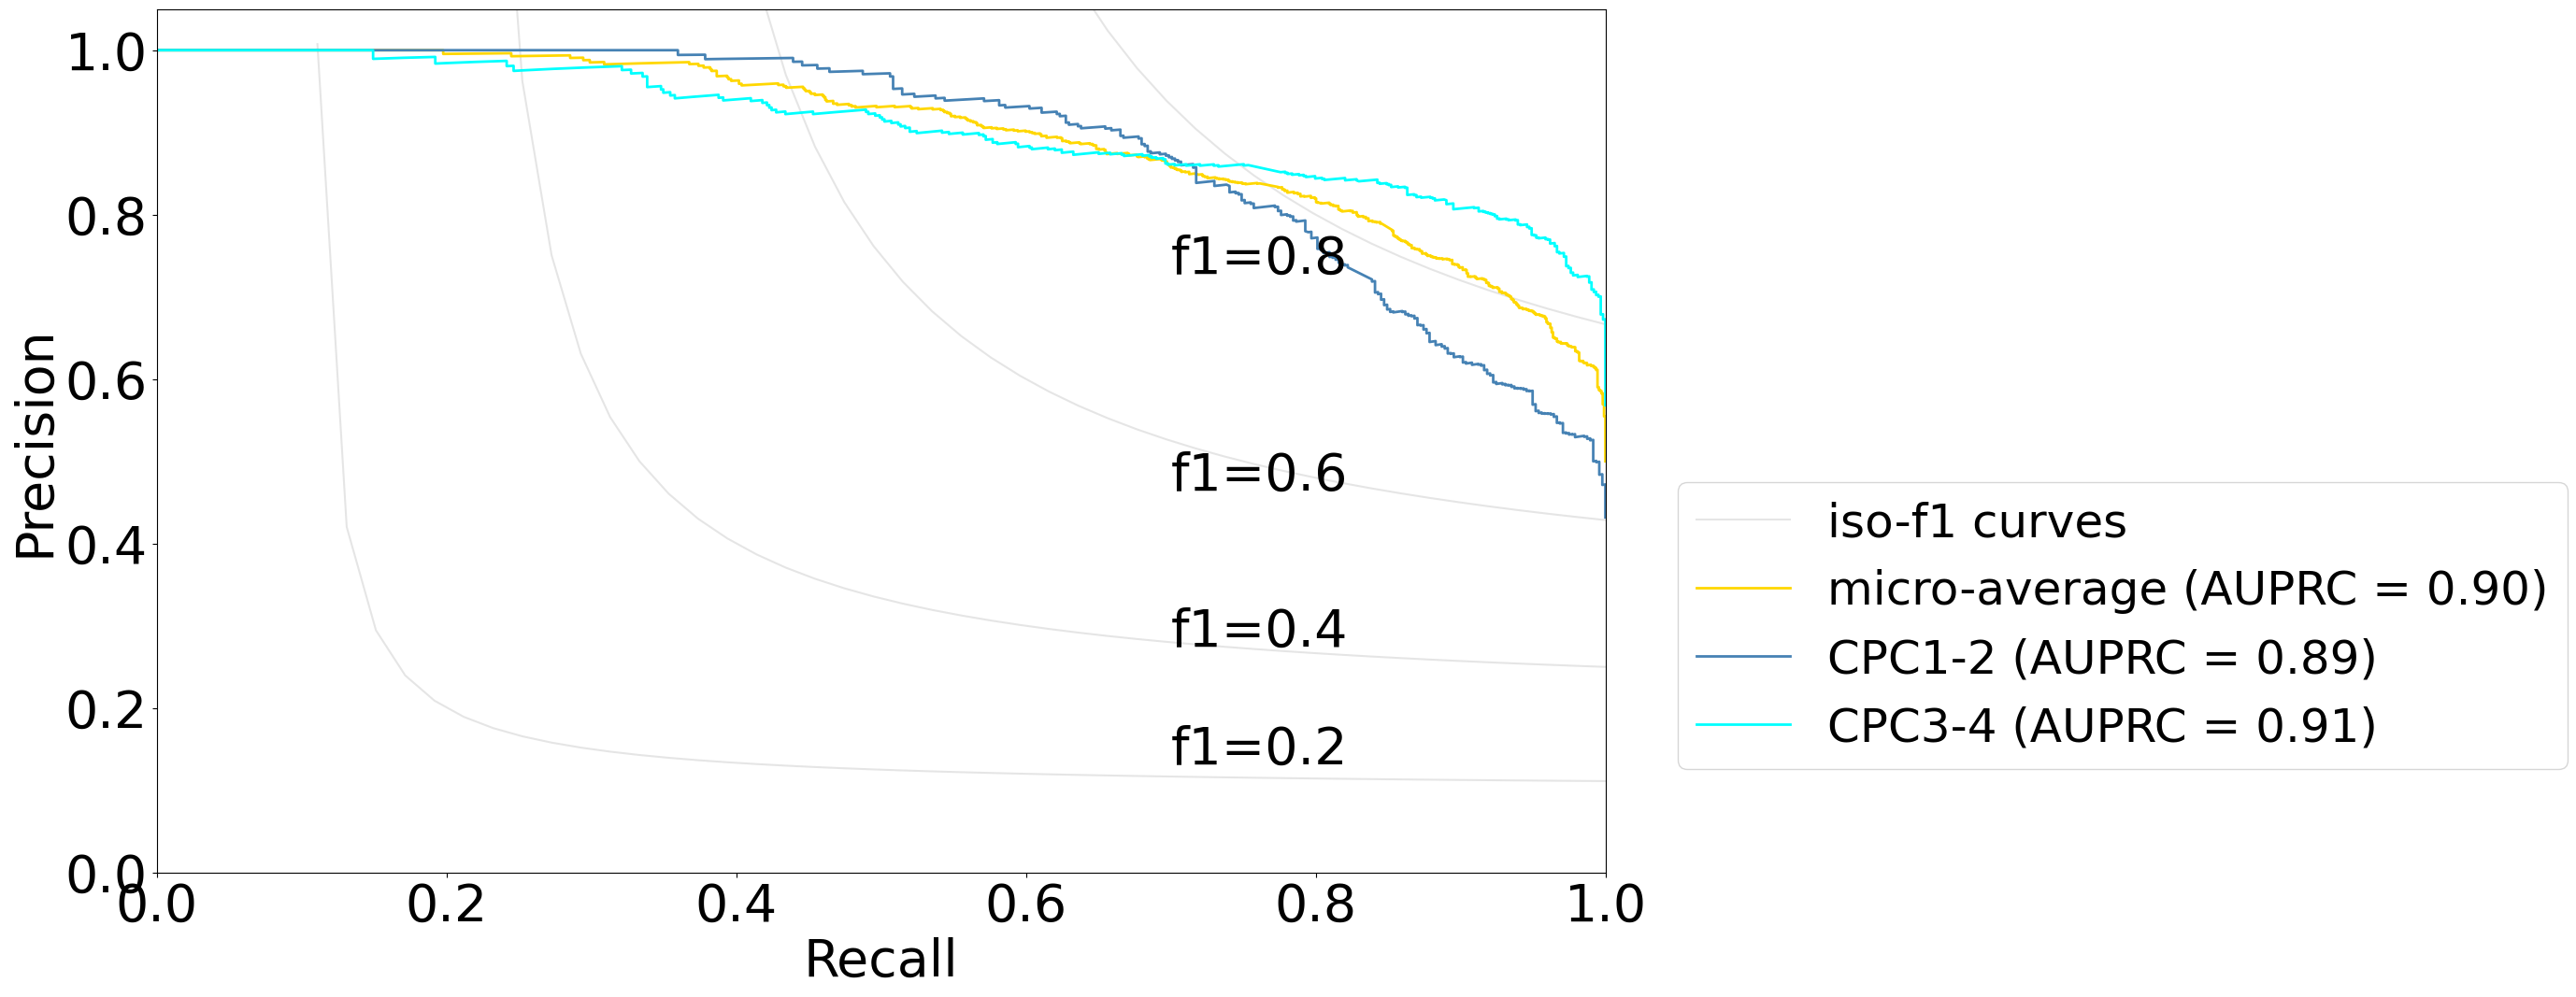 1.0
0.8
0.6
0.4
0.2
0.0
Precision
0.0 0.2 0.4 0.6 0.8 1.0
Recall
f1=0.8
f1=0.6
f1=0.4
f1=0.2
iso-f1 curves
micro-average (AUPRC = 0.90)
CPC1-2 (AUPRC = 0.89)
CPC3-4 (AUPRC = 0.91)